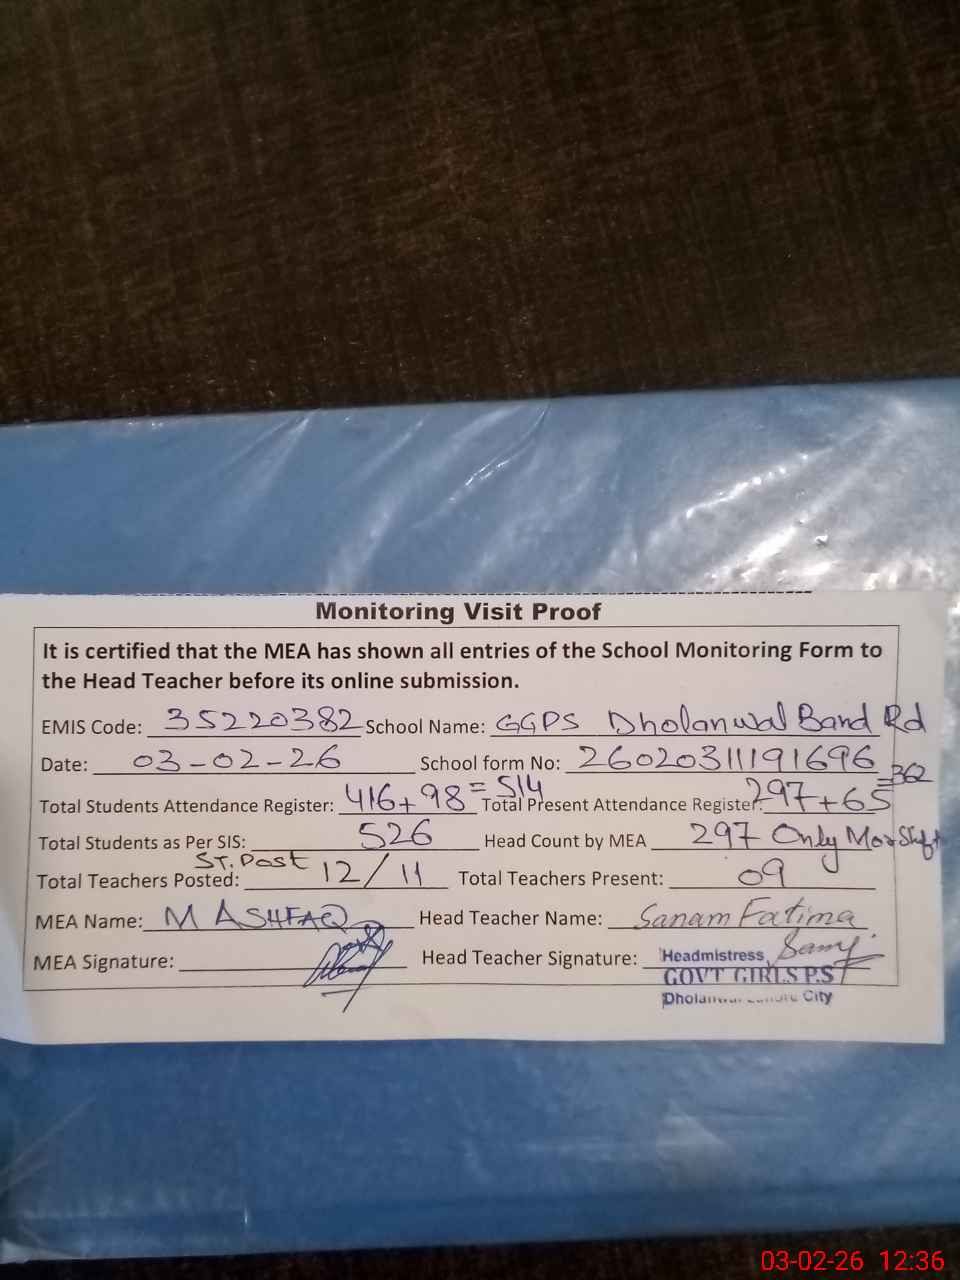 Monitoring Visit Proof
It is certified that the MEA has shown all entries of the School Monitoring Form to
the Head Teacher before its online submission.
EMIS Code: 35220382 School Name: GGPS Dholanwal Band Rd
Date: 03-02-26 School form No: 26020311191696
Total Students Attendance Register: 416+98=514 Total Present Attendance Register: 297+65=362
Total Students as Per SIS: 526 Head Count by MEA 297 Only Mor Shift
ST. Post
Total Teachers Posted: 12/11 Total Teachers Present: 09
MEA Name: M ASHFAQ Head Teacher Name: Sanam Fatima
MEA Signature: Head Teacher Signature:
Headmistress
GOVT GIRLS P.S
City
03-02-26 12:36